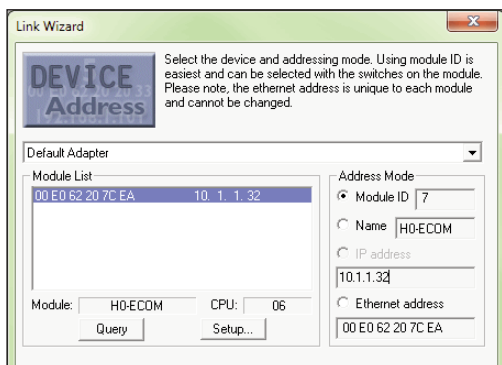 Link Wizard
DEVICE
Address
Select the device and addressing mode. Using module ID is
easiest and can be selected with the switches on the module.
Please note, the ethernet address is unique to each module
and cannot be changed.
Default Adapter
Module List
00 E0 62 20 7C EA 10. 1. 1. 32
Module: H0-ECOM CPU: 06
Query Setup...
Address Mode
Module ID 7
Name H0-ECOM
IP address
10.1.1.32
Ethernet address
00 E0 62 20 7C EA